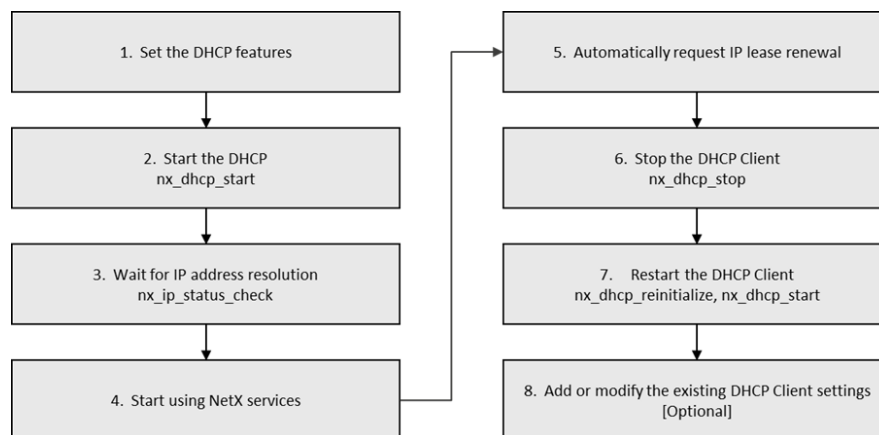 1. Set the DHCP features
2. Start the DHCP
nx_dhcp_start
3. Wait for IP address resolution
nx_ip_status_check
4. Start using NetX services
5. Automatically request IP lease renewal
6. Stop the DHCP Client
nx_dhcp_stop
7. Restart the DHCP Client
nx_dhcp_reinitialize, nx_dhcp_start
8. Add or modify the existing DHCP Client settings
[Optional]